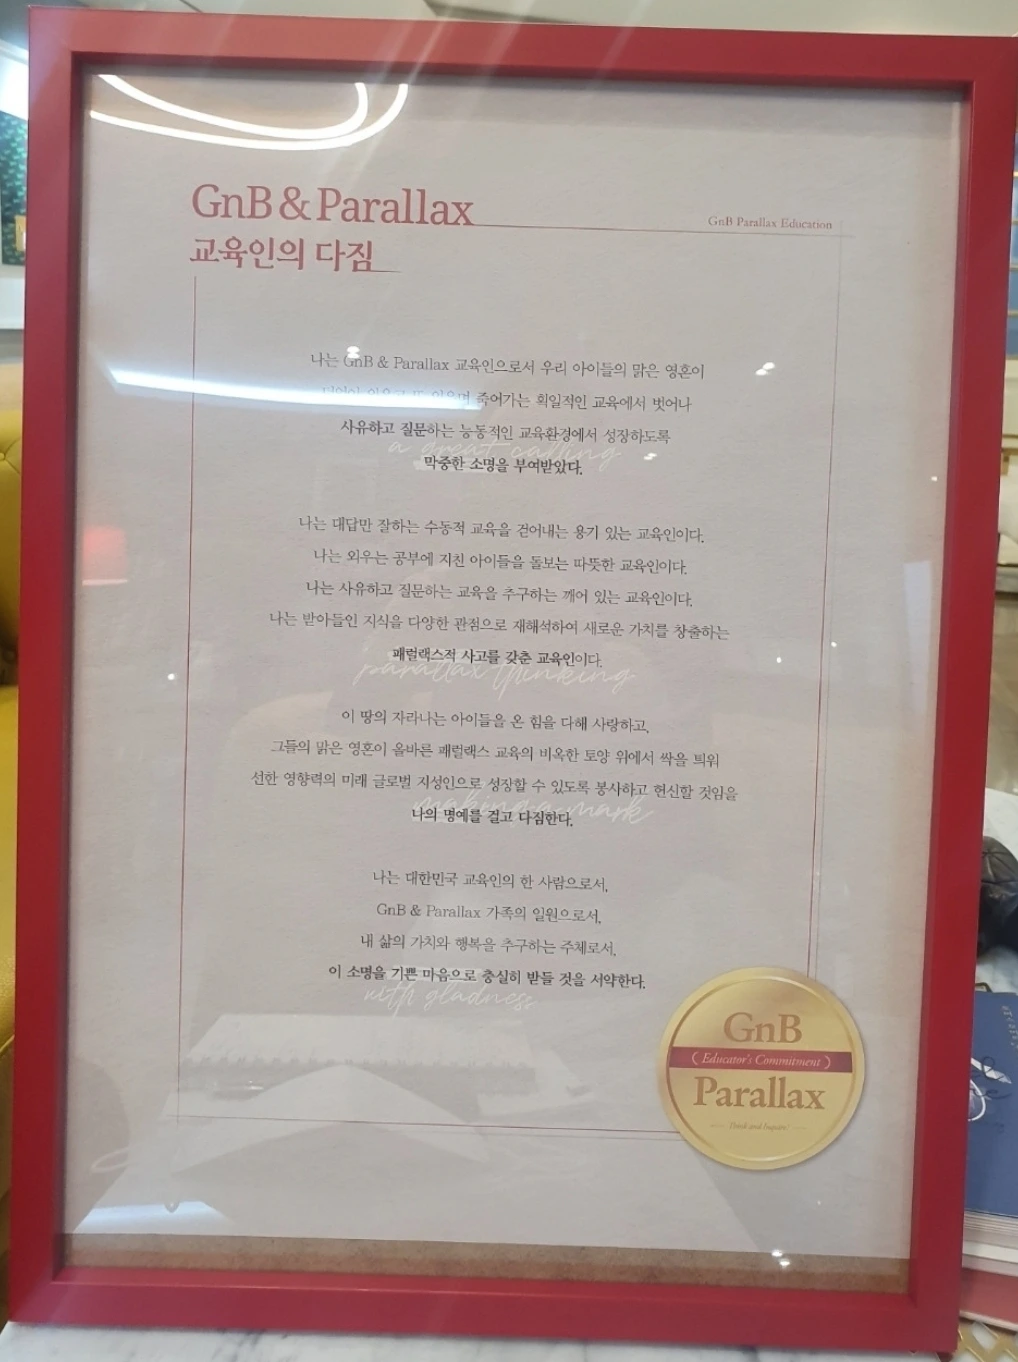 GnB & Parallax
GnB Parallax Education
교육인의 다짐
나는 GnB & Parallax 교육인으로서 우리 아이들의 맑은 영혼이
죽어가는 획일적인 교육에서 벗어나
사유하고 질문하는 능동적인 교육환경에서 성장하도록
a great calling
막중한 소명을 부여받았다.
나는 대답만 잘하는 수동적 교육을 걷어내는 용기 있는 교육인이다.
나는 외우는 공부에 지친 아이들을 돌보는 따뜻한 교육인이다.
나는 사유하고 질문하는 교육을 추구하는 깨어 있는 교육인이다.
나는 받아들인 지식을 다양한 관점으로 재해석하여 새로운 가치를 창출하는
패럴랙스적 사고를 갖춘 교육인이다.
parallax thinking
이 땅의 자라나는 아이들을 온 힘을 다해 사랑하고,
그들의 맑은 영혼이 올바른 패럴랙스 교육의 비옥한 토양 위에서 싹을 틔워
선한 영향력의 미래 글로벌 지성인으로 성장할 수 있도록 봉사하고 헌신할 것임을
making a mark
나의 명예를 걸고 다짐한다.
나는 대한민국 교육인의 한 사람으로서,
GnB & Parallax 가족의 일원으로서,
내 삶의 가치와 행복을 추구하는 주체로서,
이 소명을 기쁜 마음으로 충실히 받들 것을 서약한다.
with gladness
GnB
( Educator's Commitment )
Parallax